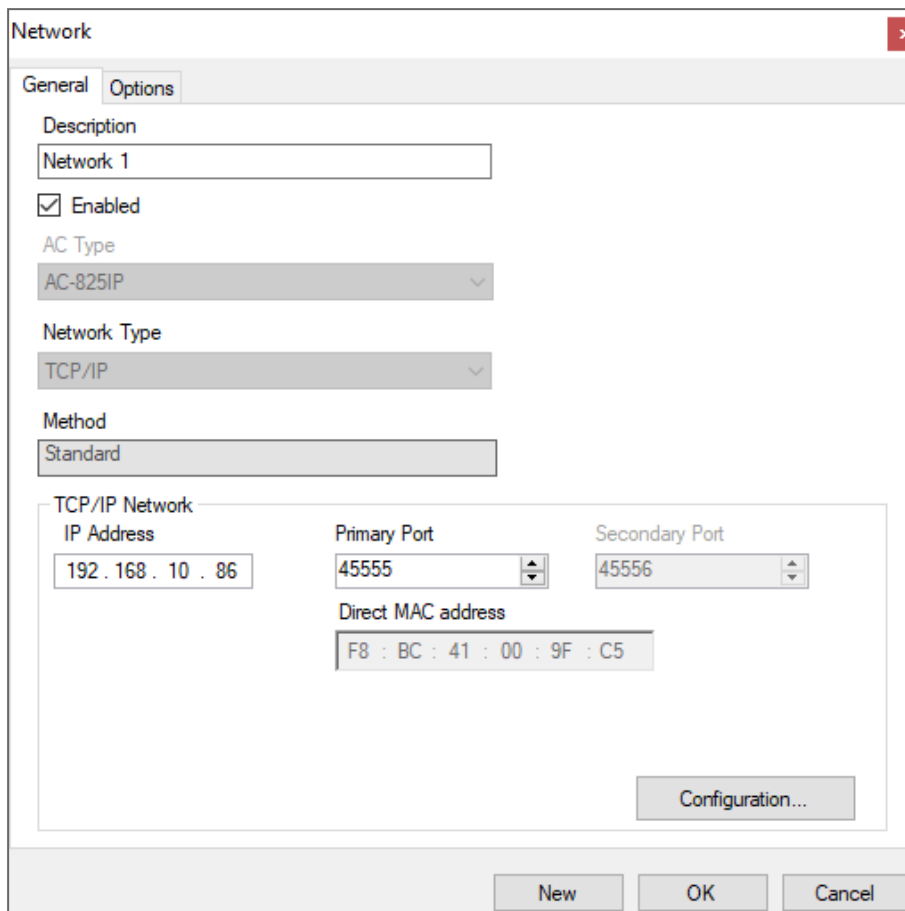 Network
General Options
Description
Network 1
Enabled
AC Type
AC-825IP
Network Type
TCP/IP
Method
Standard
TCP/IP Network
IP Address Primary Port Secondary Port
192 . 168 . 10 . 86 45555 45556
Direct MAC address
F8 : BC : 41 : 00 : 9F : C5
Configuration...
New OK Cancel